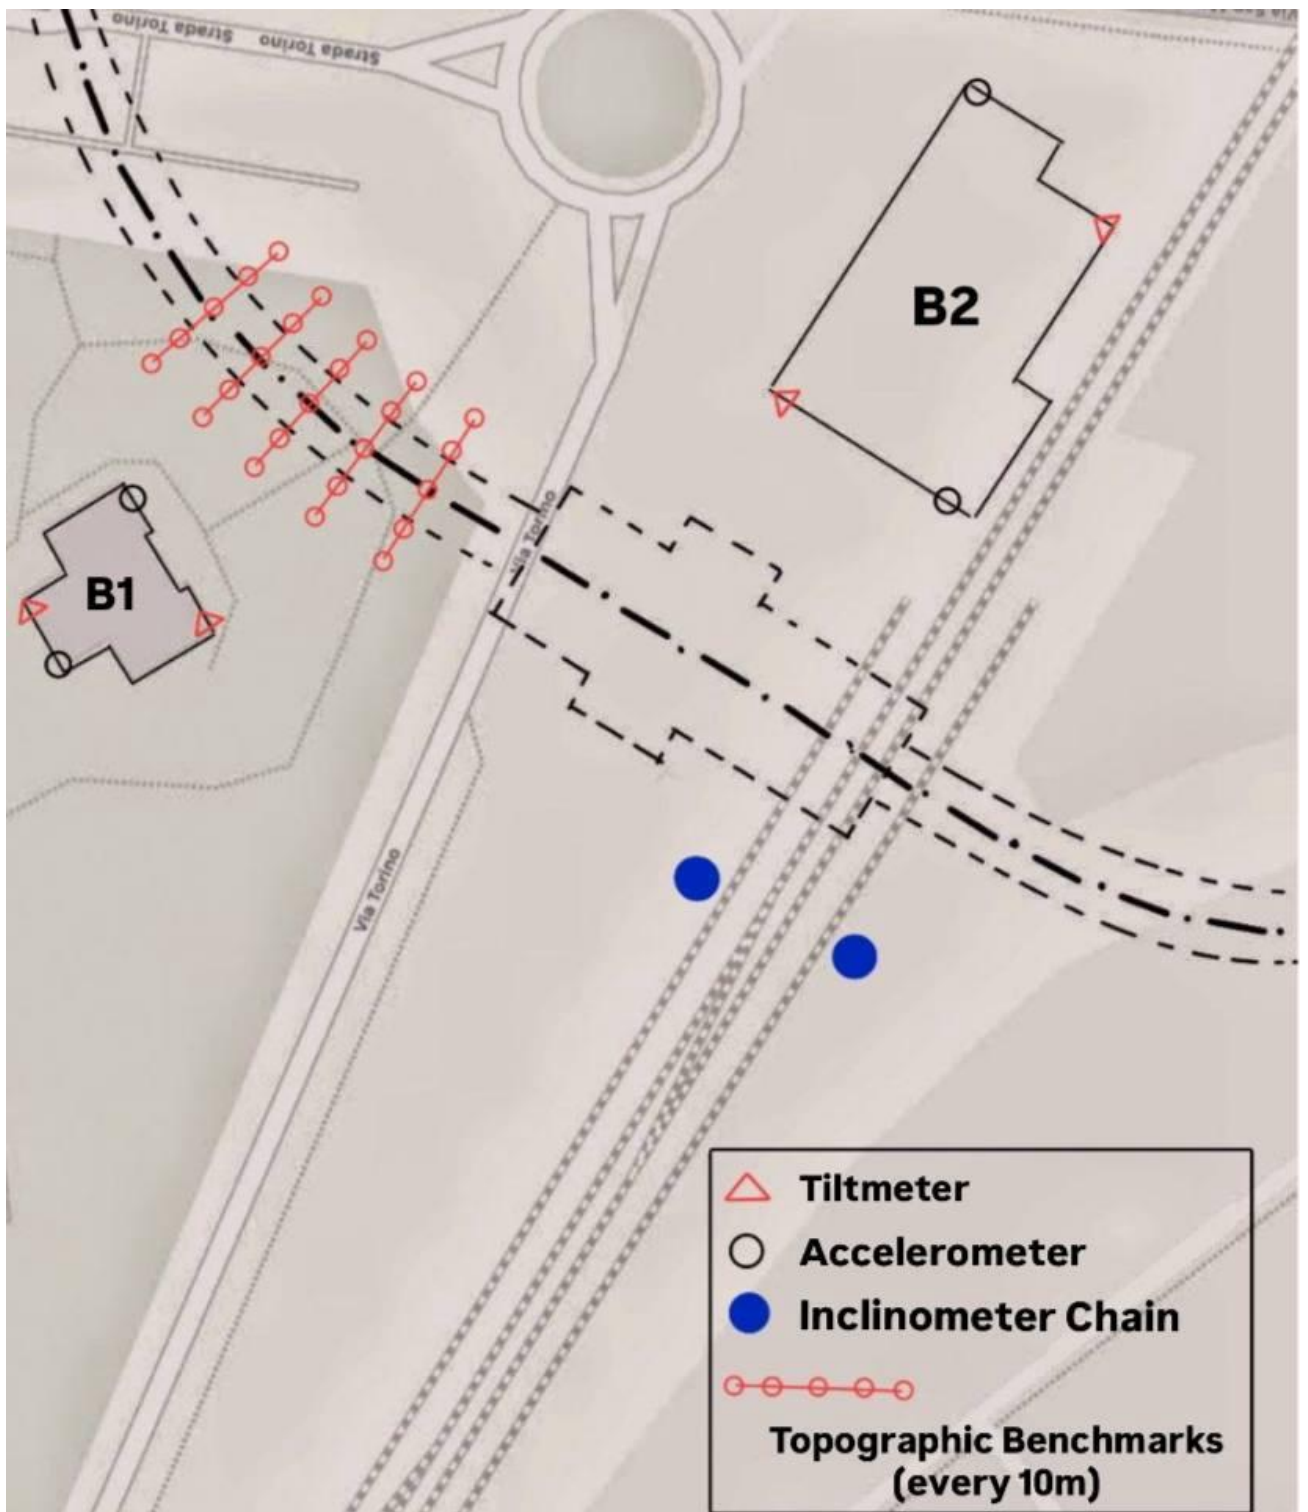 Strada Torino Strada Torino
B2
Via Torino
B1
Via Torino
Tiltmeter
Accelerometer
Inclinometer Chain
Topographic Benchmarks
(every 10m)